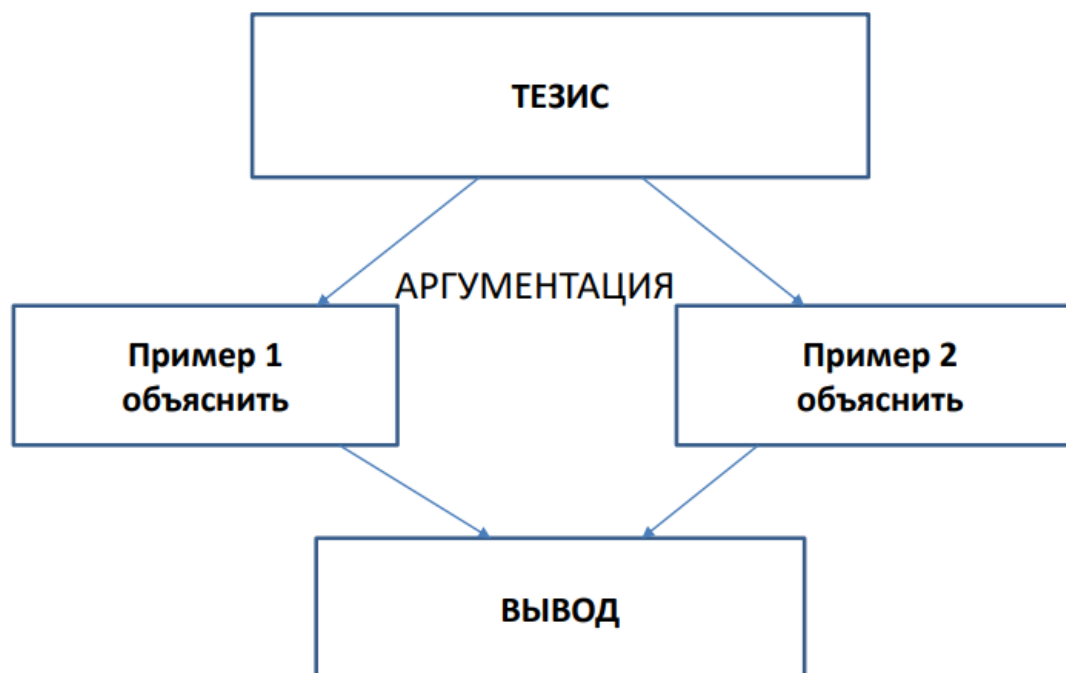 ТЕЗИС
АРГУМЕНТАЦИЯ
Пример 1
объяснить
Пример 2
объяснить
ВЫВОД